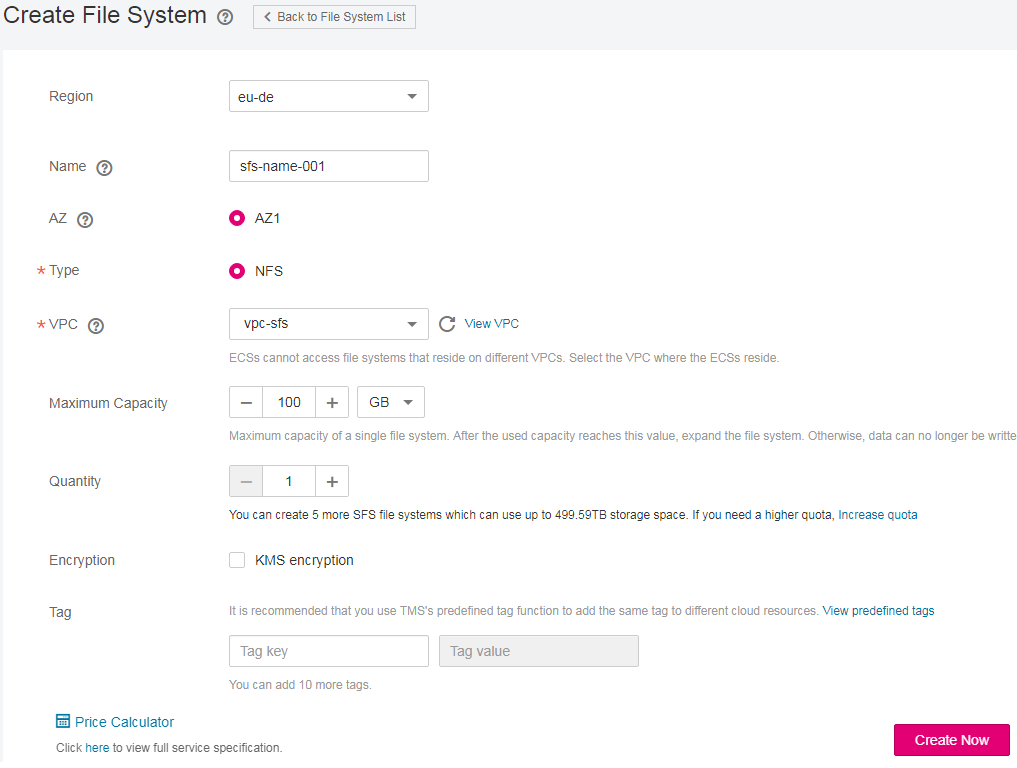 Create File System ? < Back to File System List
Region eu-de
Name ? sfs-name-001
AZ ? AZ1
* Type NFS
* VPC ? vpc-sfs View VPC
ECSs cannot access file systems that reside on different VPCs. Select the VPC where the ECSs reside.
Maximum Capacity − 100 + GB
Maximum capacity of a single file system. After the used capacity reaches this value, expand the file system. Otherwise, data can no longer be writte
Quantity − 1 +
You can create 5 more SFS file systems which can use up to 499.59TB storage space. If you need a higher quota, Increase quota
Encryption KMS encryption
Tag It is recommended that you use TMS's predefined tag function to add the same tag to different cloud resources. View predefined tags
Tag key Tag value
You can add 10 more tags.
Price Calculator
Click here to view full service specification.
Create Now